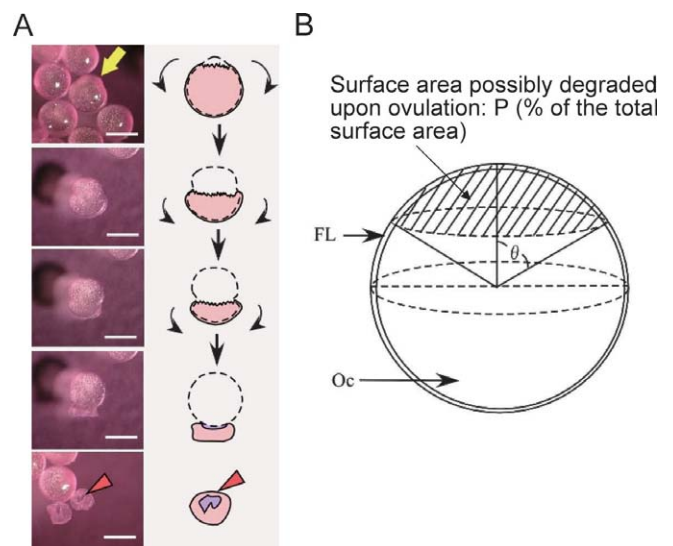 A
B
Surface area possibly degraded
upon ovulation: P (% of the total
surface area)
FL
θ
Oc